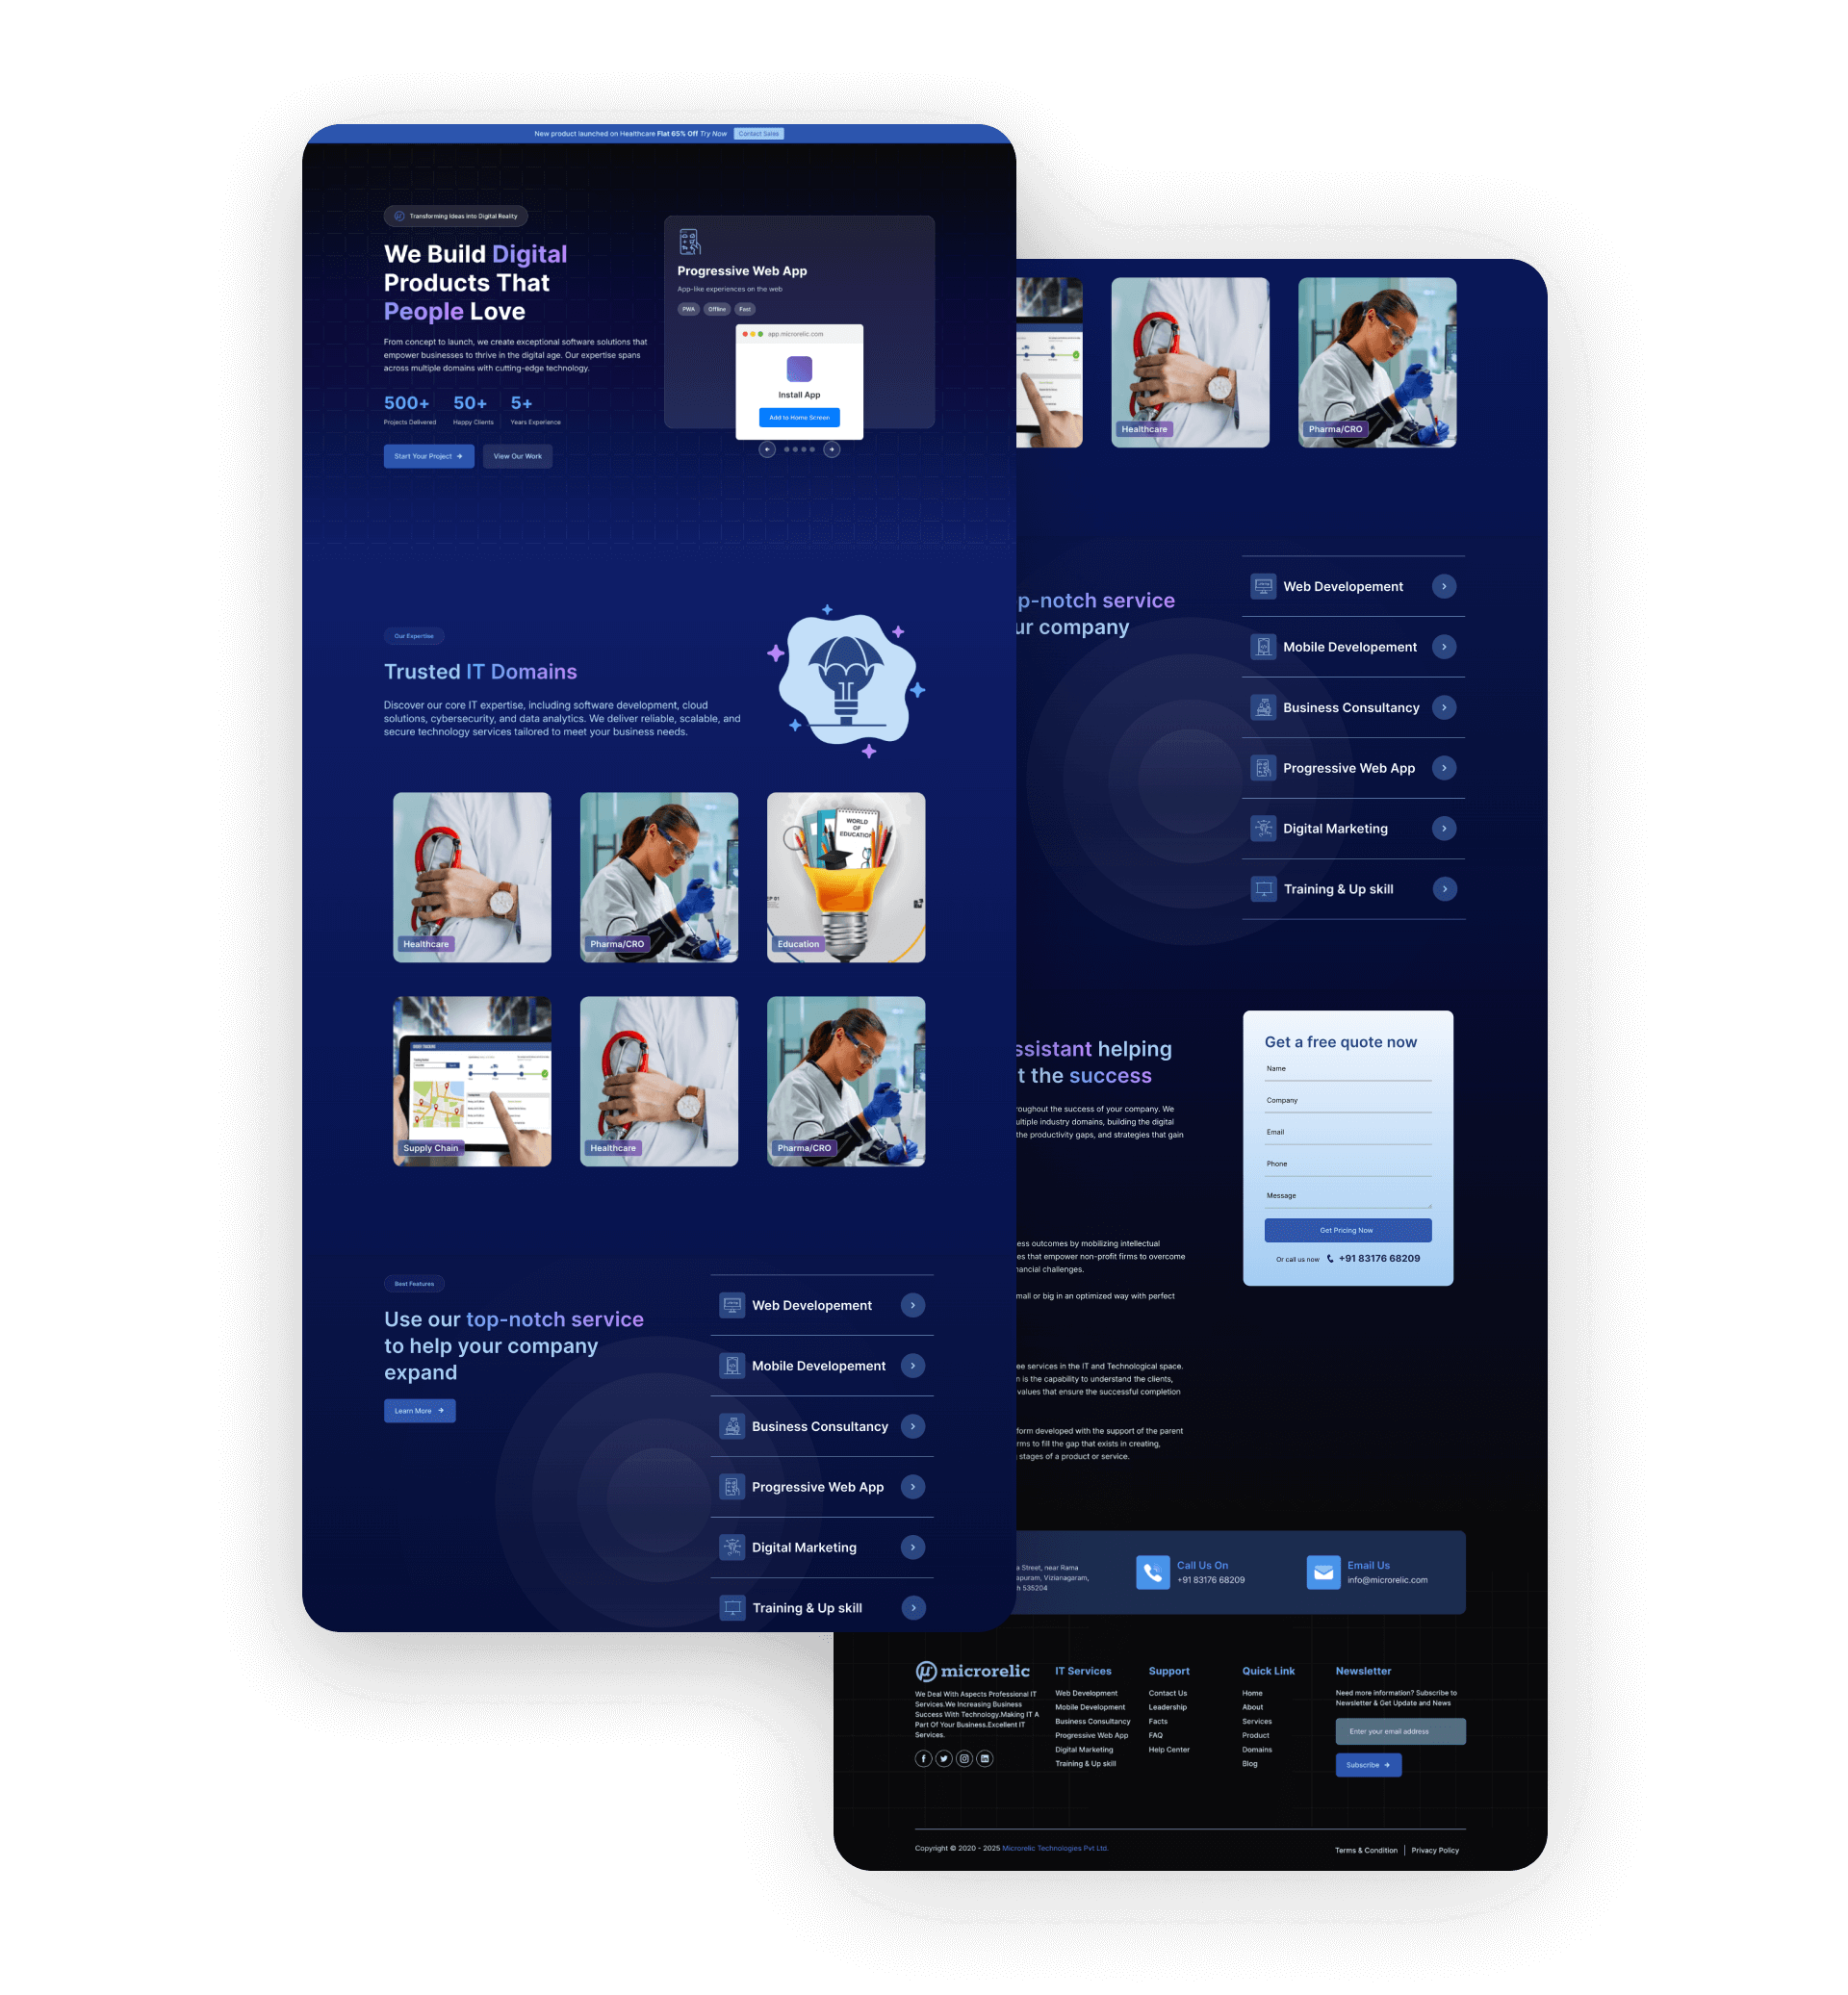 New product launched on Healthcare Flat 65% Off Try Now Contact Sales
Transforming Ideas into Digital Reality
We Build Digital
Products That
People Love
From concept to launch, we create exceptional software solutions that
empower businesses to thrive in the digital age. Our expertise spans
across multiple domains with cutting-edge technology.
500+ 50+ 5+
Projects Delivered Happy Clients Years Experience
Start Your Project View Our Work
Progressive Web App
App-like experiences on the web
PWA Offline Fast
app.microrelic.com
Install App
Add to Home Screen
Our Expertise
Trusted IT Domains
Discover our core IT expertise, including software development, cloud
solutions, cybersecurity, and data analytics. We deliver reliable, scalable, and
secure technology services tailored to meet your business needs.
WORLD
OF
EDUCATION
Healthcare Pharma/CRO Education
Supply Chain Healthcare Pharma/CRO
Best Features
Use our top-notch service
to help your company
expand
Learn More
Web Developement
Mobile Developement
Business Consultancy
Progressive Web App
Digital Marketing
Training & Up skill
Healthcare Pharma/CRO
p-notch service
ur company
Web Developement
Mobile Developement
Business Consultancy
Progressive Web App
Digital Marketing
Training & Up skill
ssistant helping
t the success
roughout the success of your company. We
ultiple industry domains, building the digital
the productivity gaps, and strategies that gain
ess outcomes by mobilizing intellectual
es that empower non-profit firms to overcome
nancial challenges.
mall or big in an optimized way with perfect
ee services in the IT and Technological space.
n is the capability to understand the clients,
values that ensure the successful completion
form developed with the support of the parent
rms to fill the gap that exists in creating,
stages of a product or service.
Get a free quote now
Name
Company
Email
Phone
Message
Get Pricing Now
Or call us now +91 83176 68209
a Street, near Rama
apuram, Vizianagaram,
h 535204
Call Us On
+91 83176 68209
Email Us
info@microrelic.com
microrelic
We Deal With Aspects Professional IT
Services.We Increasing Business
Success With Technology.Making IT A
Part Of Your Business.Excellent IT
Services.
IT Services
Web Development
Mobile Development
Business Consultancy
Progressive Web App
Digital Marketing
Training & Up skill
Support
Contact Us
Leadership
Facts
FAQ
Help Center
Quick Link
Home
About
Services
Product
Domains
Blog
Newsletter
Need more information? Subscribe to
Newsletter & Get Update and News
Enter your email address
Subscribe
Copyright © 2020 - 2025 Microrelic Technologies Pvt Ltd.
Terms & Condition Privacy Policy